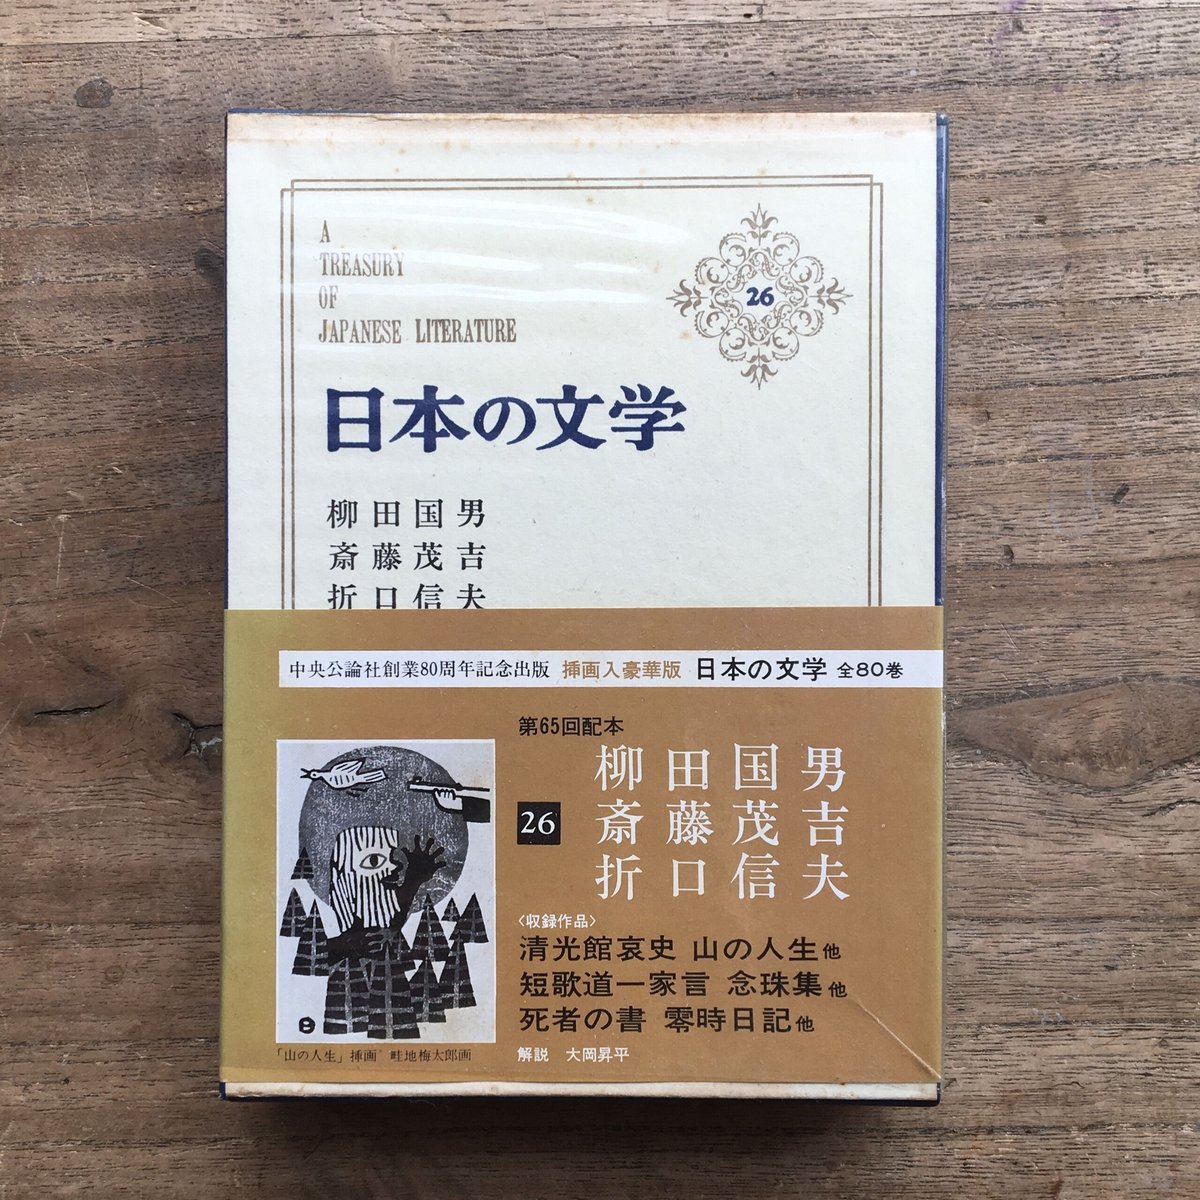 A
TREASURY
OF
JAPANESE LITERATURE
26
日本の文学
柳田国男
斎藤茂吉
折口信夫
中央公論社創業80周年記念出版 挿画入豪華版 日本の文学 全80巻
第65回配本
26
柳田国男
斎藤茂吉
折口信夫
〈収録作品〉
清光館哀史 山の人生他
短歌道一家言 念珠集他
死者の書 零時日記他
解説 大岡昇平
「山の人生」挿画 畦地梅太郎画